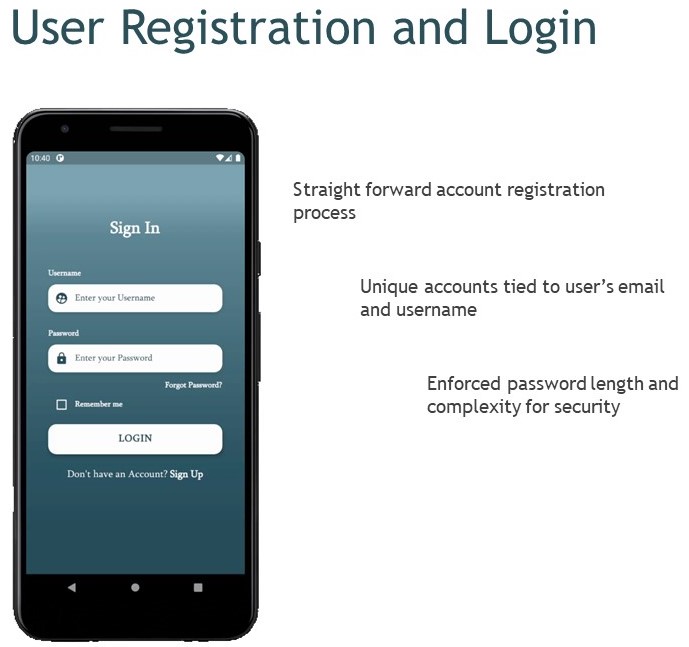 User Registration and Login
10:40
Sign In
Username
Enter your Username
Password
Enter your Password
Forgot Password?
Remember me
LOGIN
Don't have an Account? Sign Up
Straight forward account registration
process
Unique accounts tied to user's email
and username
Enforced password length and
complexity for security